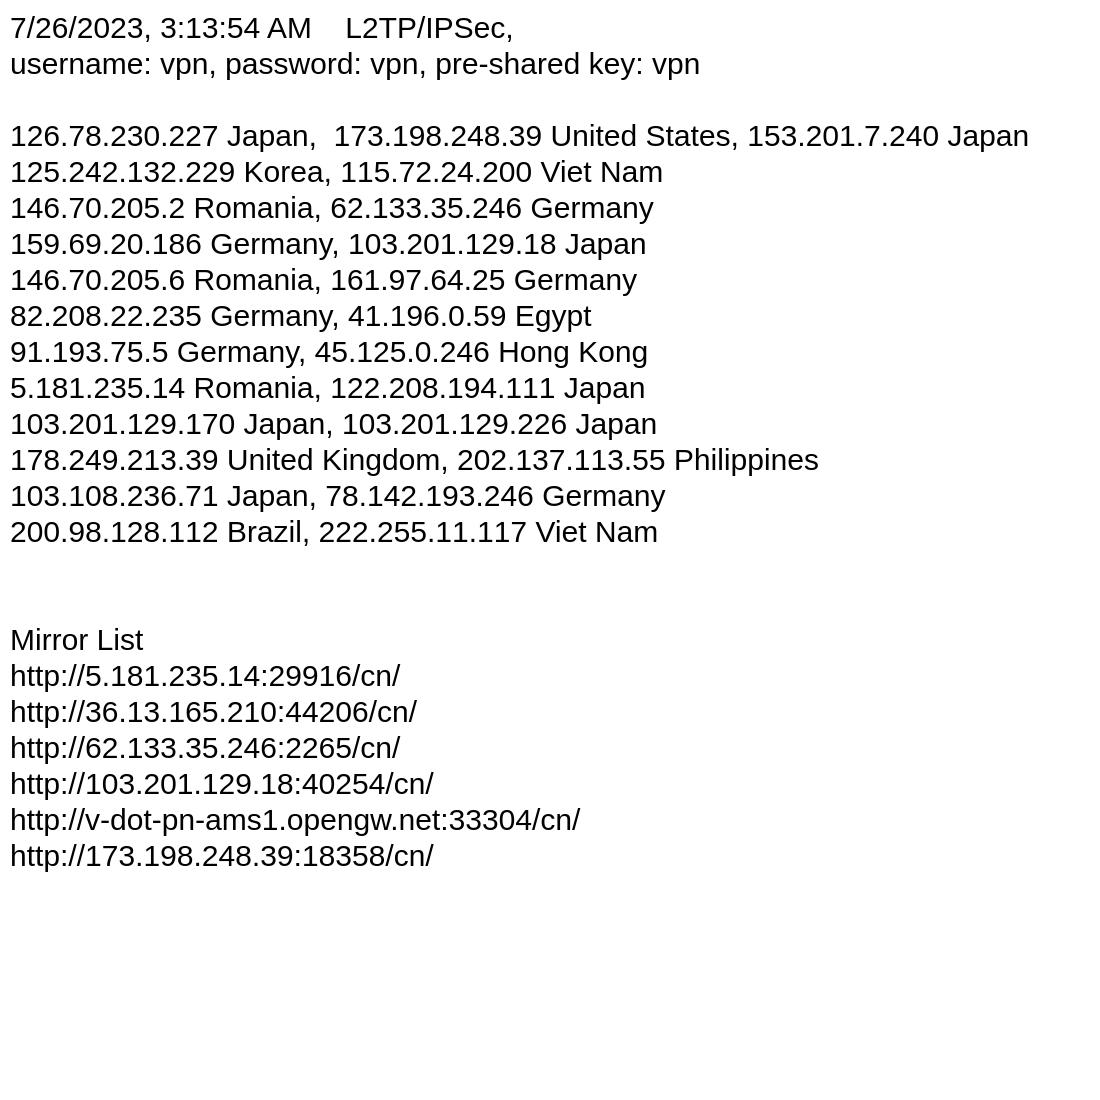 7/26/2023, 3:13:54 AM    L2TP/IPSec,
username: vpn, password: vpn, pre-shared key: vpn
126.78.230.227 Japan,  173.198.248.39 United States, 153.201.7.240 Japan
125.242.132.229 Korea, 115.72.24.200 Viet Nam
146.70.205.2 Romania, 62.133.35.246 Germany
159.69.20.186 Germany, 103.201.129.18 Japan
146.70.205.6 Romania, 161.97.64.25 Germany
82.208.22.235 Germany, 41.196.0.59 Egypt
91.193.75.5 Germany, 45.125.0.246 Hong Kong
5.181.235.14 Romania, 122.208.194.111 Japan
103.201.129.170 Japan, 103.201.129.226 Japan
178.249.213.39 United Kingdom, 202.137.113.55 Philippines
103.108.236.71 Japan, 78.142.193.246 Germany
200.98.128.112 Brazil, 222.255.11.117 Viet Nam
Mirror List
http://5.181.235.14:29916/cn/
http://36.13.165.210:44206/cn/
http://62.133.35.246:2265/cn/
http://103.201.129.18:40254/cn/
http://v-dot-pn-ams1.opengw.net:33304/cn/
http://173.198.248.39:18358/cn/